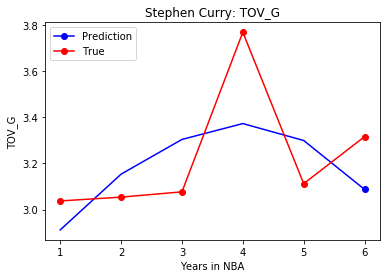 Stephen Curry: TOV_G
Prediction
True
3.8
3.6
3.4
3.2
3.0
TOV_G
1 2 3 4 5 6
Years in NBA